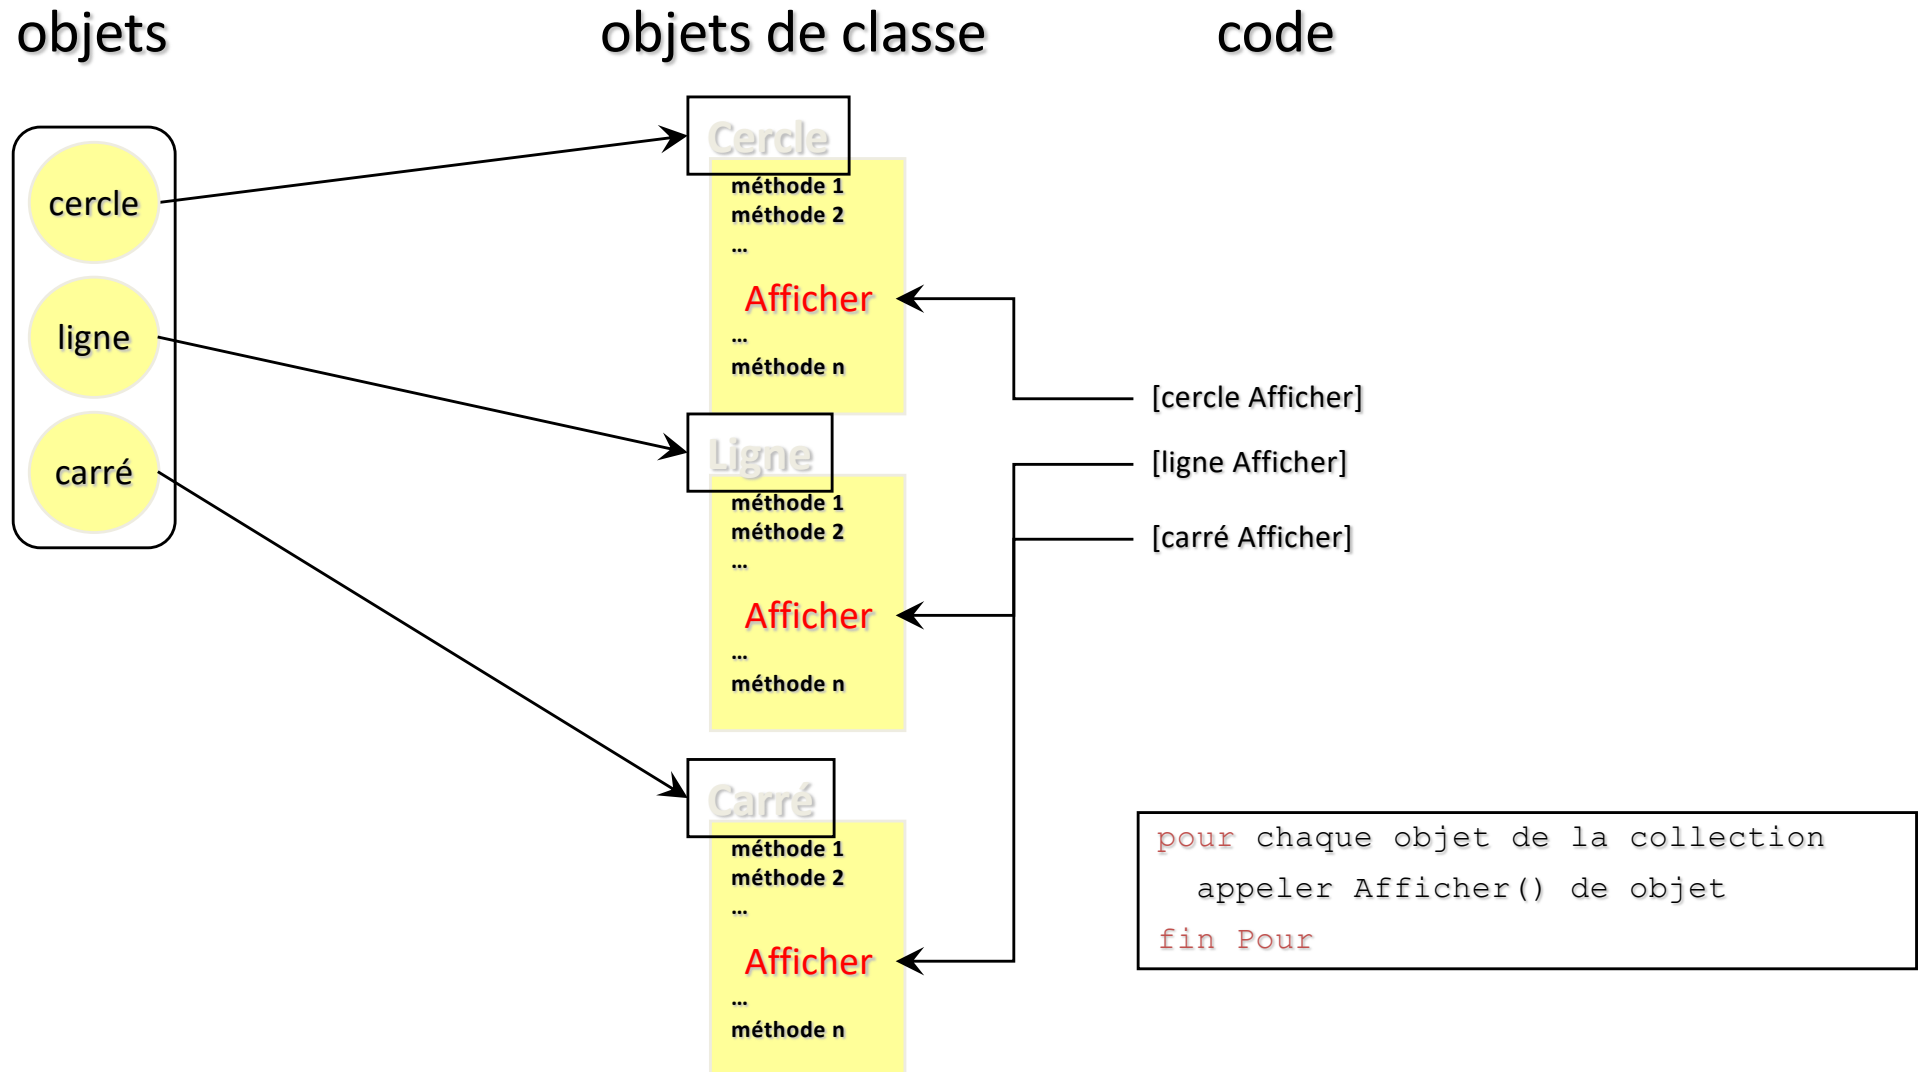 objets
objets de classe
code
cercle
ligne
carré
Cercle
méthode 1
méthode 2
...
Afficher
...
méthode n
Ligne
méthode 1
méthode 2
...
Afficher
...
méthode n
Carré
méthode 1
méthode 2
...
Afficher
...
méthode n
[cercle Afficher]
[ligne Afficher]
[carré Afficher]
pour chaque objet de la collection
appeler Afficher() de objet
fin Pour